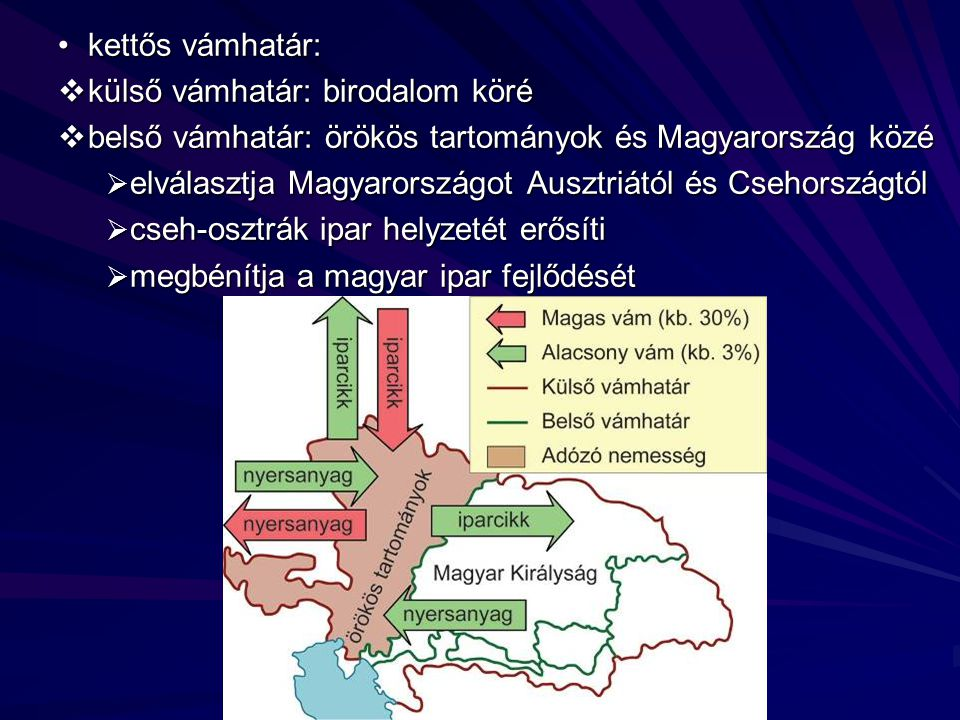 • kettős vámhatár:
❖ külső vámhatár: birodalom köré
❖ belső vámhatár: örökös tartományok és Magyarország közé
➢ elválasztja Magyarországot Ausztriától és Csehországtól
➢ cseh-osztrák ipar helyzetét erősíti
➢ megbénítja a magyar ipar fejlődését
iparcikk
iparcikk
Magas vám (kb. 30%)
Alacsony vám (kb. 3%)
Külső vámhatár
Belső vámhatár
Adózó nemesség
nyersanyag
nyersanyag
örökös tartományok
iparcikk
Magyar Királyság
nyersanyag